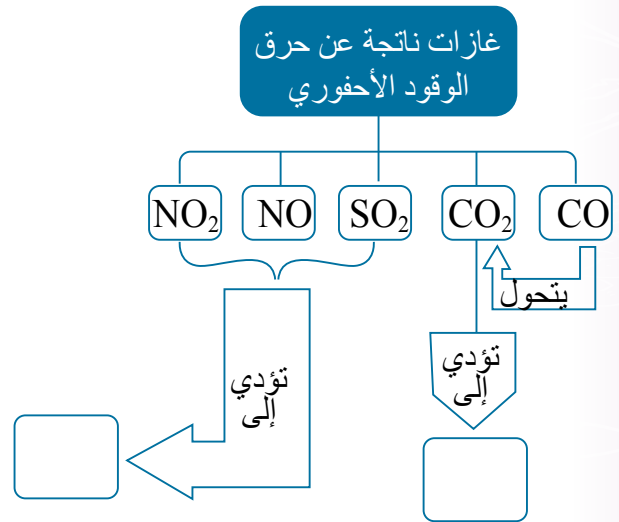 غازات ناتجة عن حرق
الوقود الأحفوري
CO
CO₂
SO₂
NO
NO₂
يتحول
تؤدي
إلى
تؤدي
إلى